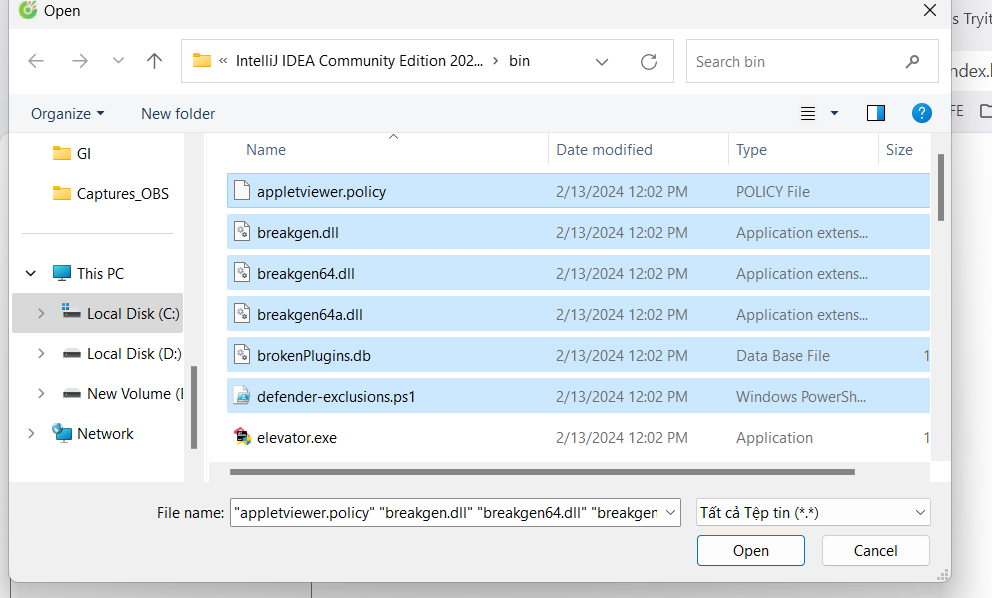 Open
s Tryit
« IntelliJ IDEA Community Edition 202... > bin
Search bin
ndex.l
Organize
New folder
?
FE
GI
Captures_OBS
This PC
Local Disk (C:)
Local Disk (D:)
New Volume (E
Network
Name Date modified Type Size
appletviewer.policy 2/13/2024 12:02 PM POLICY File
breakgen.dll 2/13/2024 12:02 PM Application extens...
breakgen64.dll 2/13/2024 12:02 PM Application extens...
breakgen64a.dll 2/13/2024 12:02 PM Application extens...
brokenPlugins.db 2/13/2024 12:02 PM Data Base File 1
defender-exclusions.ps1 2/13/2024 12:02 PM Windows PowerSh...
elevator.exe 2/13/2024 12:02 PM Application 1
File name: "appletviewer.policy" "breakgen.dll" "breakgen64.dll" "breakgen
Tất cả Tệp tin (*.*)
Open
Cancel